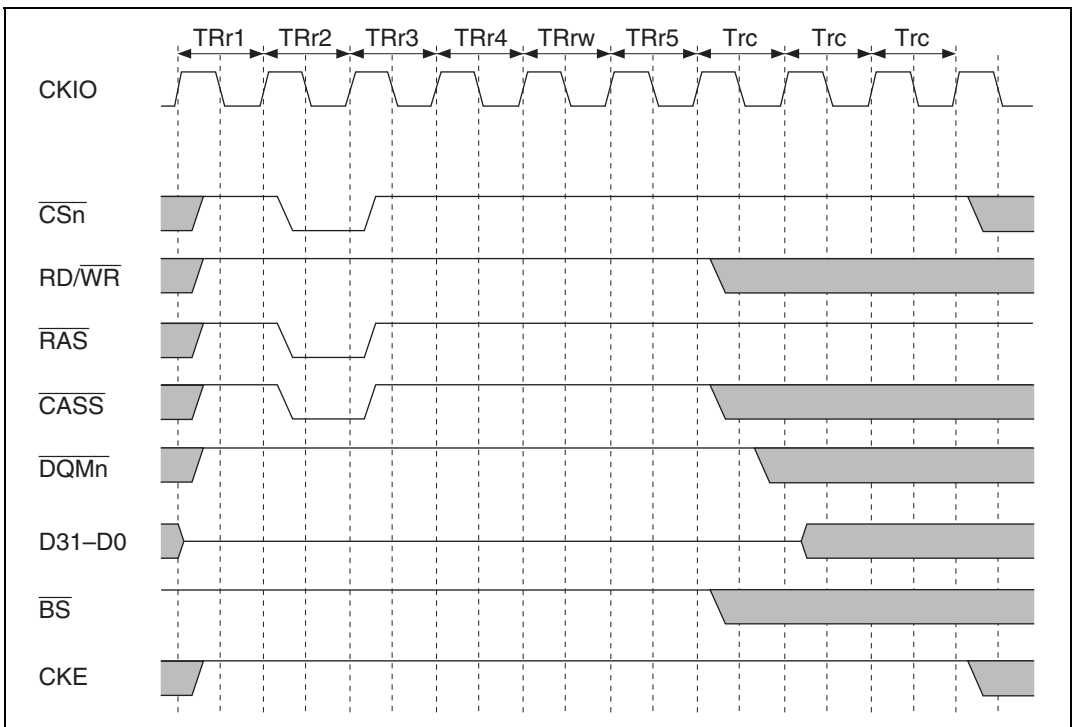 TRr1 TRr2 TRr3 TRr4 TRrw TRr5 Trc Trc Trc
CKIO
CSn
RD/WR
RAS
CASS
DQMn
D31–D0
BS
CKE